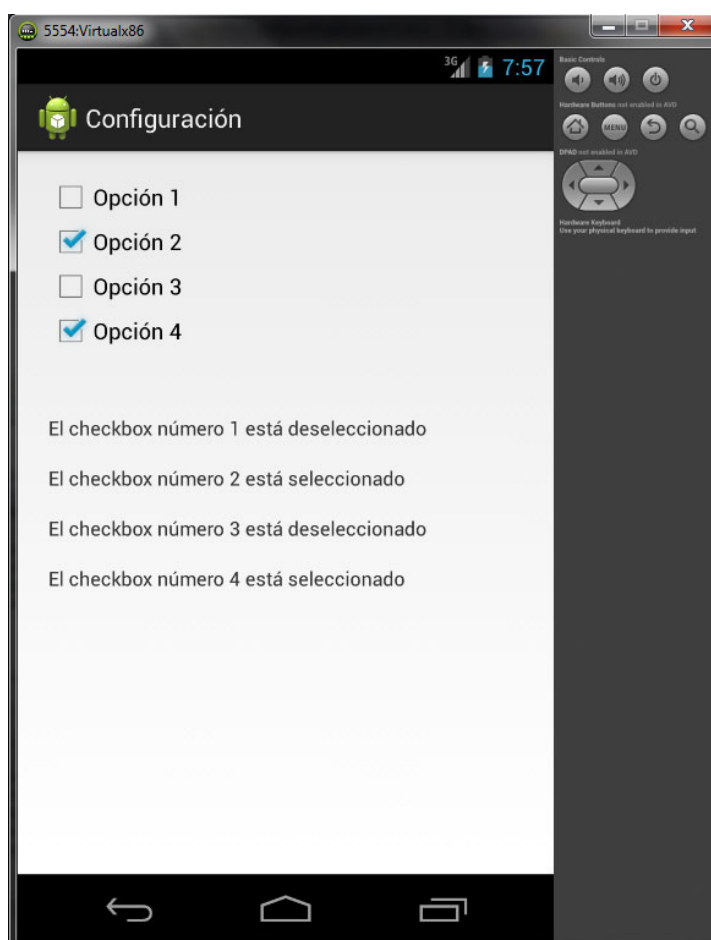 5554:Virtualx86
3G 7:57
Configuración
Opción 1
Opción 2
Opción 3
Opción 4
El checkbox número 1 está deseleccionado
El checkbox número 2 está seleccionado
El checkbox número 3 está deseleccionado
El checkbox número 4 está seleccionado
Basic Controls
Hardware Buttons not enabled in AVD
MENU
DPAD not enabled in AVD
Hardware Keyboard
Use your physical keyboard to provide input